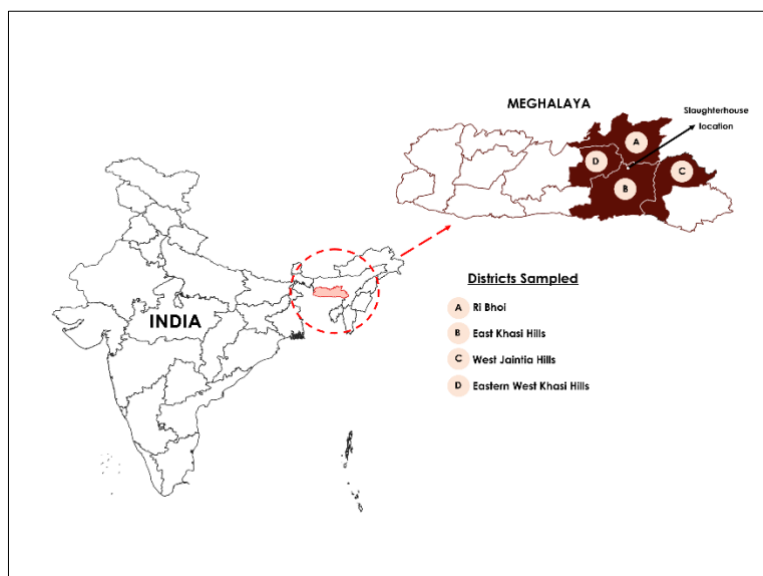 MEGHALAYA
Slaughterhouse
location
A
D
C
B
INDIA
Districts Sampled
A Ri Bhoi
B East Khasi Hills
C West Jaintia Hills
D Eastern West Khasi Hills